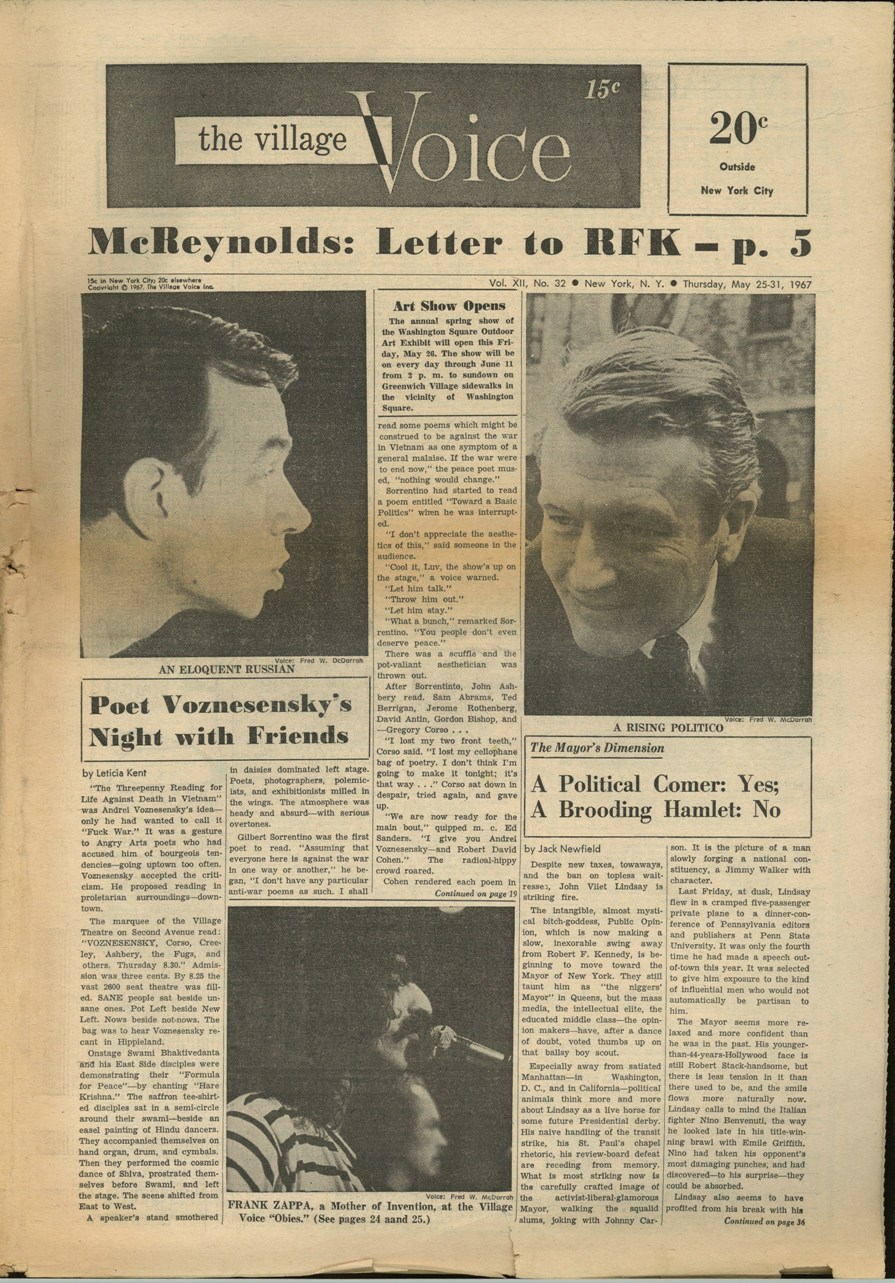 the village Voice
15c
20c
Outside
New York City
McReynolds: Letter to RFK – p. 5
15c in New York City; 20c elsewhere
Copyright © 1967. The Village Voice Inc.
Vol. XII, No. 32 ● New York, N. Y. ● Thursday, May 25-31, 1967
Voice: Fred W. DcDarrah
AN ELOQUENT RUSSIAN
Poet Voznesensky's
Night with Friends
by Leticia Kent
"The Threepenny Reading for
Life Against Death in Vietnam"
was Andrei Voznesensky's idea—
only he had wanted to call it
"Fuck War." It was a gesture
to Angry Arts poets who had
accused him of bourgeois ten-
dencies—going uptown too often.
Voznesensky accepted the criti-
cism. He proposed reading in
proletarian surroundings—down-
town.
The marquee of the Village
Theatre on Second Avenue read:
"VOZNESENSKY, Corso, Cree-
ley, Ashbery, the Fugs, and
others. Thursday 8.30." Admis-
sion was three cents. By 8.25 the
vast 2600 seat theatre was fill-
ed. SANE people sat beside un-
sane ones. Pot Left beside New
Left. Nows beside not-nows. The
bag was to hear Voznesensky re-
cant in Hippieland.
Onstage Swami Bhaktivedanta
and his East Side disciples were
demonstrating their "Formula
for Peace"—by chanting "Hare
Krishna." The saffron tee-shirt-
ed disciples sat in a semi-circle
around their swami—beside an
easel painting of Hindu dancers.
They accompanied themselves on
hand organ, drum, and cymbals.
Then they performed the cosmic
dance of Shiva, prostrated them-
selves before Swami, and left
the stage. The scene shifted from
East to West.
A speaker's stand smothered
in daisies dominated left stage.
Poets, photographers, polemic-
ists, and exhibitionists milled in
the wings. The atmosphere was
heady and absurd—with serious
overtones.
Gilbert Sorrentino was the first
poet to read. "Assuming that
everyone here is against the war
in one way or another," he be-
gan, "I don't have any particular
anti-war poems as such. I shall
Art Show Opens
The annual spring show of
the Washington Square Outdoor
Art Exhibit will open this Fri-
day, May 26. The show will be
on every day through June 11
from 2 p. m. to sundown on
Greenwich Village sidewalks in
the vicinity of Washington
Square.
read some poems which might be
construed to be against the war
in Vietnam as one symptom of a
general malaise. If the war were
to end now," the peace poet mus-
ed, "nothing would change."
Sorrentino had started to read
a poem entitled "Toward a Basic
Politics" when he was interrupt-
ed.
"I don't appreciate the aesthe-
tics of this," said someone in the
audience.
"Cool it, Luv, the show's up on
the stage," a voice warned.
"Let him talk."
"Throw him out."
"Let him stay."
"What a bunch," remarked Sor-
rentino. "You people don't even
deserve peace."
There was a scuffle and the
pot-valiant aesthetician was
thrown out.
After Sorrentinto, John Ash-
bery read. Sam Abrams, Ted
Berrigan, Jerome Rothenberg,
David Antin, Gordon Bishop, and
—Gregory Corso . . .
"I lost my two front teeth,"
Corso said. "I lost my cellophane
bag of poetry. I don't think I'm
going to make it tonight; it's
that way . . ." Corso sat down in
despair, tried again, and gave
up.
"We are now ready for the
main bout," quipped m. c. Ed
Sanders. "I give you Andrei
Voznesensky—and Robert David
Cohen." The radical-hippy
crowd roared.
Cohen rendered each poem in
Continued on page 19
Voice: Fred W. McDarrah
FRANK ZAPPA, a Mother of Invention, at the Village
Voice "Obies." (See pages 24 aand 25.)
Voice: Fred W. McDarrah
A RISING POLITICO
The Mayor's Dimension
A Political Comer: Yes;
A Brooding Hamlet: No
by Jack Newfield
Despite new taxes, towaways,
and the ban on topless wait-
resses, John Vliet Lindsay is
striking fire.
The intangible, almost mysti-
cal bitch-goddess, Public Opin-
ion, which is now making a
slow, inexorable swing away
from Robert F. Kennedy, is be-
ginning to move toward the
Mayor of New York. They still
taunt him as "the niggers'
Mayor" in Queens, but the mass
media, the intellectual elite, the
educated middle class—the opin-
ion makers—have, after a dance
of doubt, voted thumbs up on
that ballsy boy scout.
Especially away from satiated
Manhattan—in Washington,
D. C., and in California—political
animals think more and more
about Lindsay as a live horse for
some future Presidential derby.
His naive handling of the transit
strike, his St. Paul's chapel
rhetoric, his review-board defeat
are receding from memory.
What is most striking now is
the carefully crafted image of
the activist-liberal-glamorous
Mayor, walking the squalid
slums, joking with Johnny Car-
son. It is the picture of a man
slowly forging a national con-
stituency, a Jimmy Walker with
character.
Last Friday, at dusk, Lindsay
flew in a cramped five-passenger
private plane to a dinner-con-
ference of Pennsylvania editors
and publishers at Penn State
University. It was only the fourth
time he had made a speech out-
of-town this year. It was selected
to give him exposure to the kind
of influential men who would not
automatically be partisan to
him.
The Mayor seems more re-
laxed and more confident than
he was in the past. His younger-
than-44-years-Hollywood face is
still Robert Stack-handsome, but
there is less tension in it than
there used to be, and the smile
flows more naturally now.
Lindsay calls to mind the Italian
fighter Nino Benvenuti, the way
he looked late in his title-win-
ning brawl with Emile Griffith.
Nino had taken his opponent's
most damaging punches, and had
discovered—to his surprise—they
could be absorbed.
Lindsay also seems to have
profited from his break with his
Continued on page 36